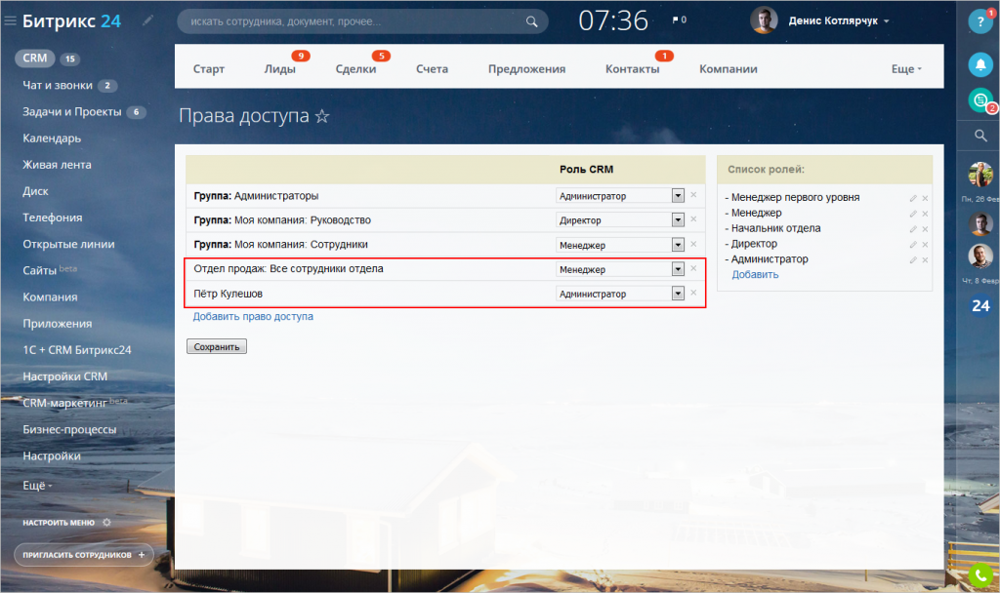 Битрикс 24
искать сотрудника, документ, прочее...
07:36
0
Денис Котлярчук
?
1
CRM 15
Чат и звонки 2
Задачи и Проекты 6
Календарь
Живая лента
Диск
Телефония
Открытые линии
Сайты beta
Компания
Приложения
1С + CRM Битрикс24
Настройки CRM
CRM-маркетинг beta
Бизнес-процессы
Настройки
Ещё
НАСТРОИТЬ МЕНЮ
ПРИГЛАСИТЬ СОТРУДНИКОВ +
Старт
Лиды 9
Сделки 5
Счета
Предложения
Контакты 1
Компании
Еще
Права доступа
Роль CRM
Группа: Администраторы Администратор
Группа: Моя компания: Руководство Директор
Группа: Моя компания: Сотрудники Менеджер
Отдел продаж: Все сотрудники отдела Менеджер
Пётр Кулешов Администратор
Добавить право доступа
Сохранить
Список ролей:
- Менеджер первого уровня
- Менеджер
- Начальник отдела
- Директор
- Администратор
Добавить
2
Пн, 26 Фев
Чт, 8 Февр
24